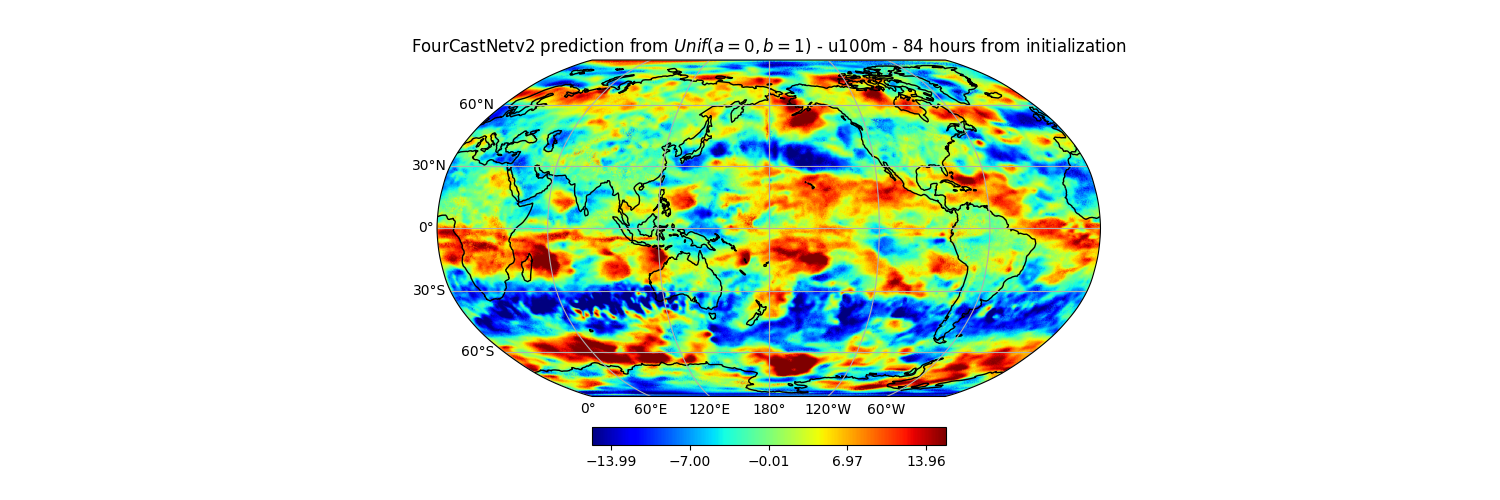 FourCastNetv2 prediction from Unif(a = 0, b = 1) - u100m - 84 hours from initialization
60°N
30°N
0°
30°S
60°S
0° 60°E 120°E 180° 120°W 60°W
−13.99 −7.00 −0.01 6.97 13.96